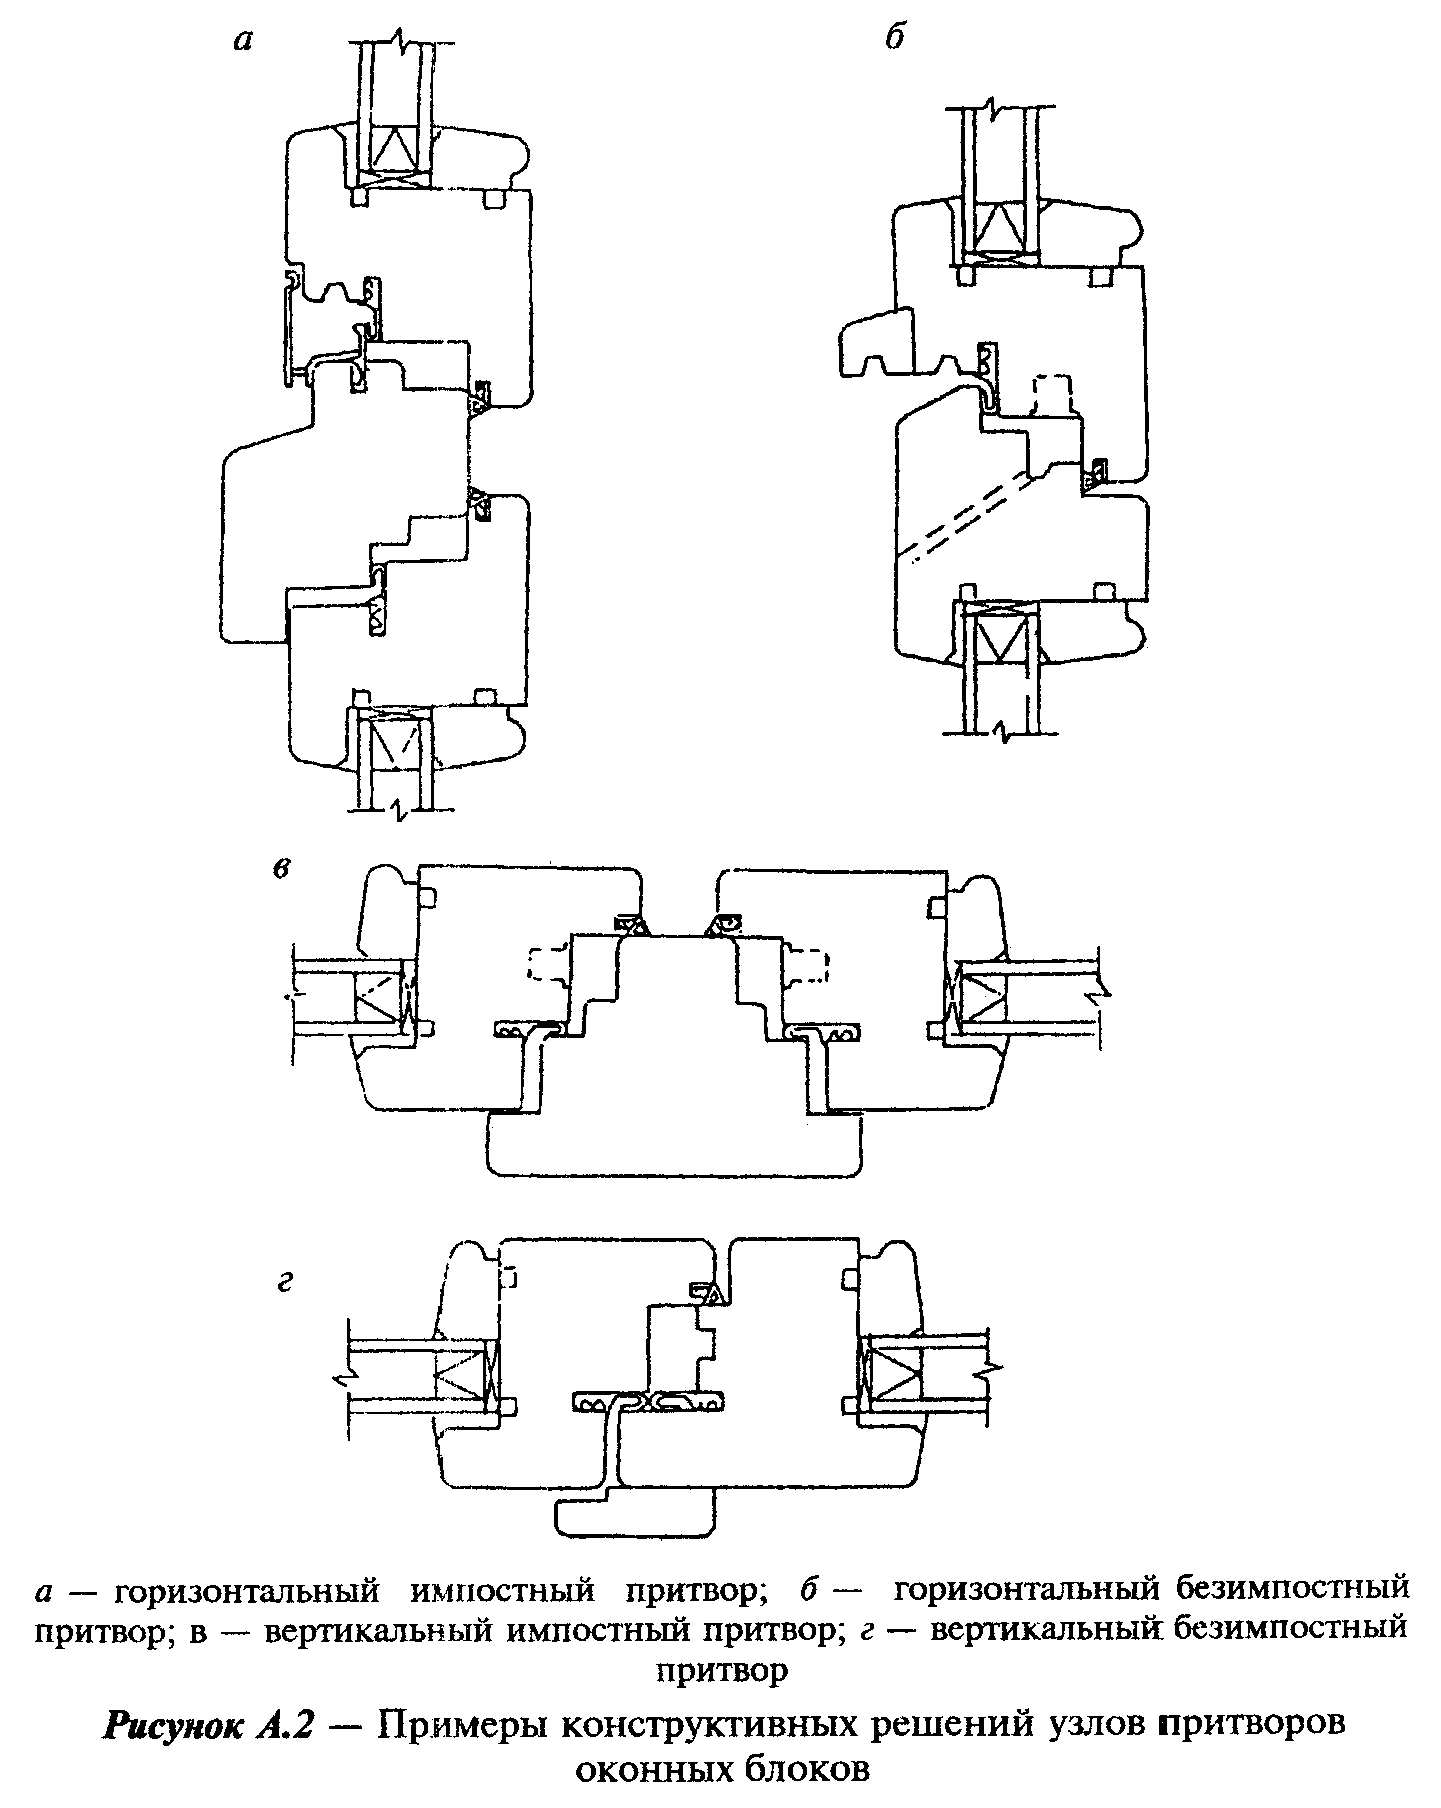 а
б
в
г
а — горизонтальный импостный притвор; б — горизонтальный безимпостный
притвор; в — вертикальный импостный притвор; г — вертикальный безимпостный
притвор
Рисунок А.2 — Примеры конструктивных решений узлов притворов
оконных блоков